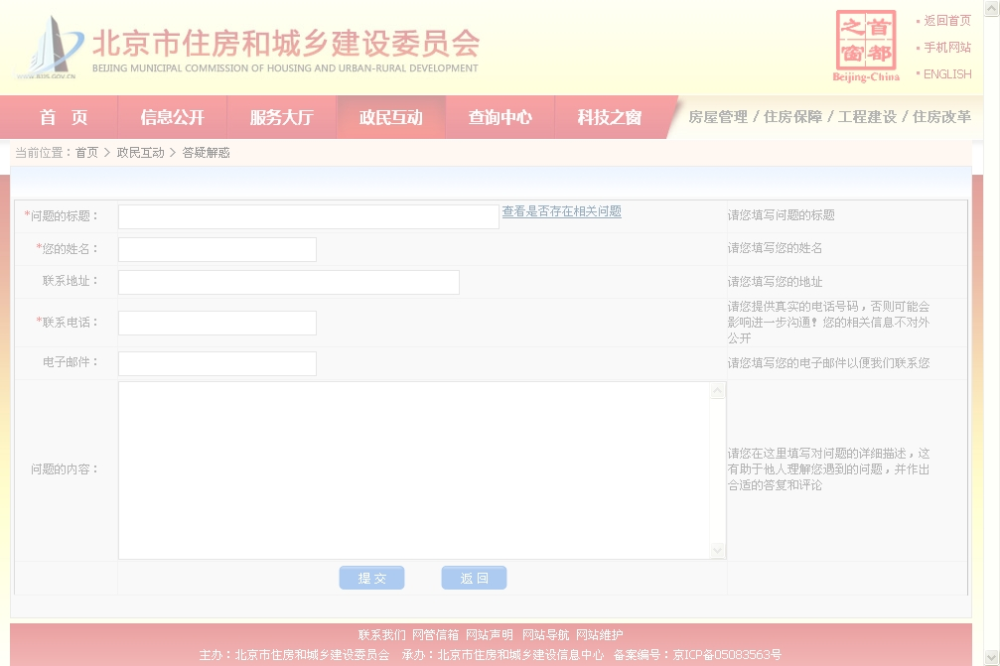 北京市住房和城乡建设委员会
BEIJING MUNICIPAL COMMISSION OF HOUSING AND URBAN-RURAL DEVELOPMENT
WWW.BJJS.GOV.CN
首都之窗
Beijing-China
返回首页
手机网站
ENGLISH
首 页 信息公开 服务大厅 政民互动 查询中心 科技之窗 房屋管理 / 住房保障 / 工程建设 / 住房改革
当前位置：首页 > 政民互动 > 答疑解惑
*问题的标题： 查看是否存在相关问题 请您填写问题的标题
*您的姓名： 请您填写您的姓名
联系地址： 请您填写您的地址
*联系电话： 请您提供真实的电话号码，否则可能会
影响进一步沟通！您的相关信息不对外
公开
电子邮件： 请您填写您的电子邮件以便我们联系您
问题的内容： 请您在这里填写对问题的详细描述，这
有助于他人理解您遇到的问题，并作出
合适的答复和评论
提 交 返 回
联系我们 网管信箱 网站声明 网站导航 网站维护
主办：北京市住房和城乡建设委员会 承办：北京市住房和城乡建设信息中心 备案编号：京ICP备05083563号